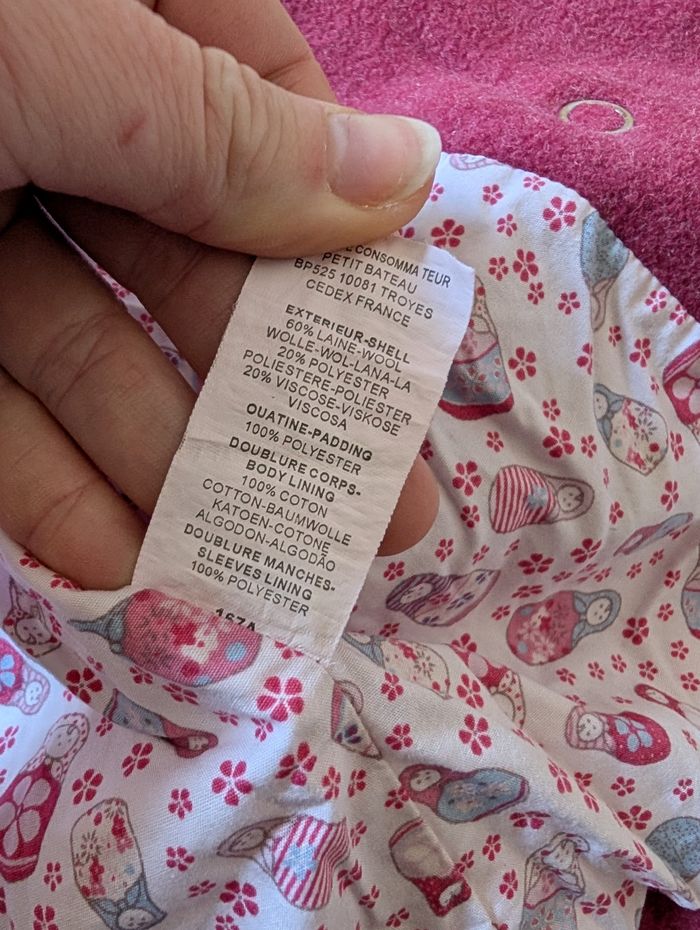 CONSOMMATEUR
PETIT BATEAU
BP525 10081 TROYES
CEDEX FRANCE
EXTERIEUR-SHELL
60% LAINE-WOOL
WOLLE-WOL-LANA-LA
20% POLYESTER
POLIESTERE-POLIESTER
20% VISCOSE-VISKOSE
VISCOSA
OUATINE-PADDING
100% POLYESTER
DOUBLURE CORPS-
BODY LINING
100% COTON
COTTON-BAUMWOLLE
KATOEN-COTONE
ALGODON-ALGODÃO
DOUBLURE MANCHES-
SLEEVES LINING
100% POLYESTER